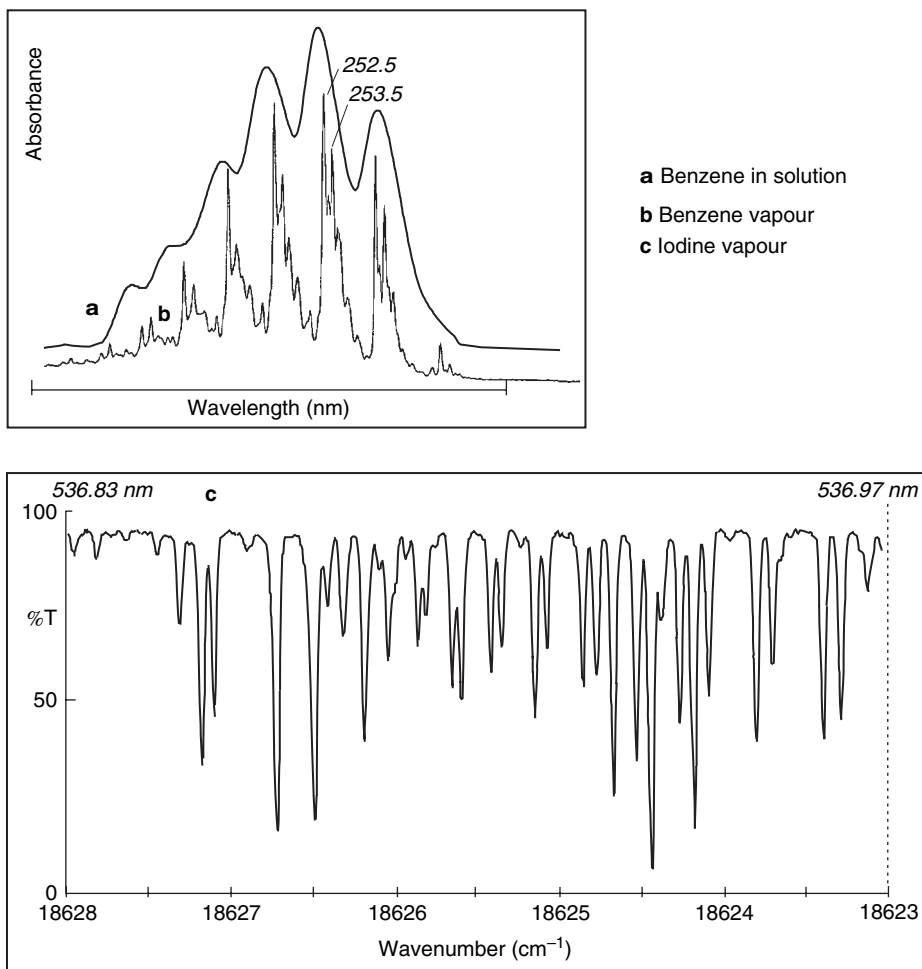 Absorbance
252.5
253.5
a
b
Wavelength (nm)
a Benzene in solution
b Benzene vapour
c Iodine vapour
536.83 nm
c
536.97 nm
100
%T
50
0
18628
18627
18626
18625
18624
18623
Wavenumber (cm⁻¹)